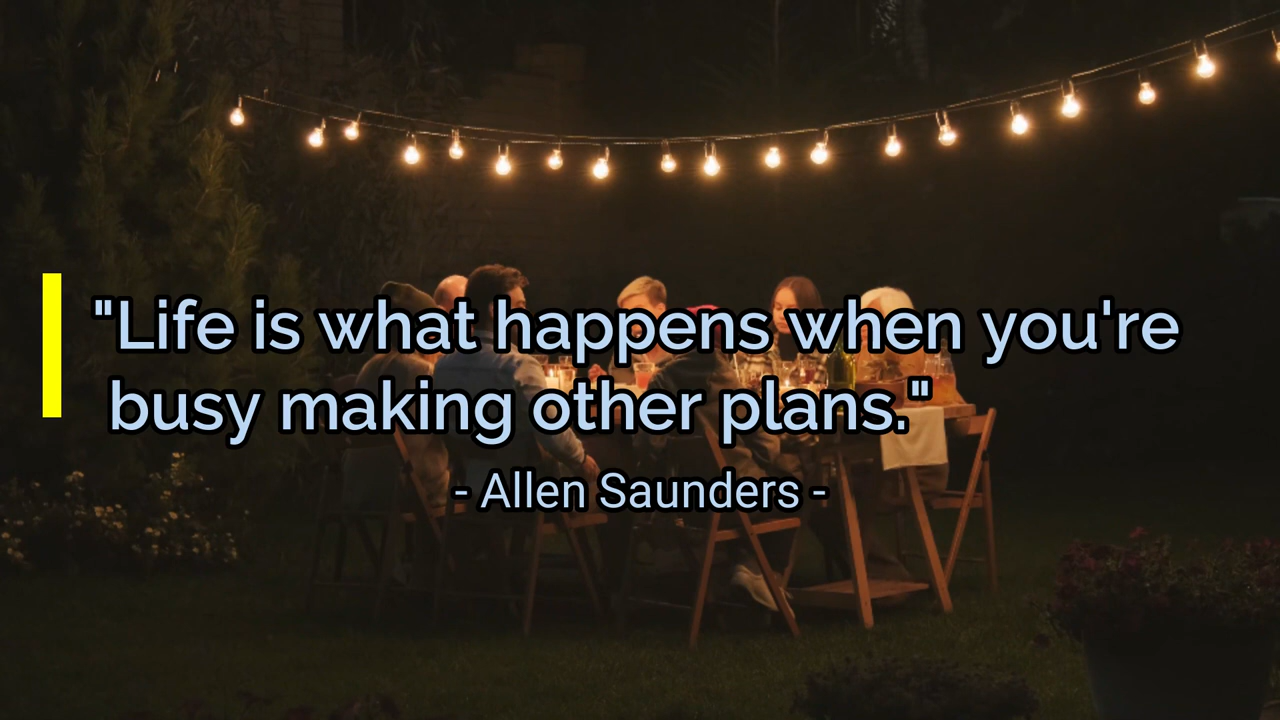 "Life is what happens when you're
busy making other plans."
- Allen Saunders -